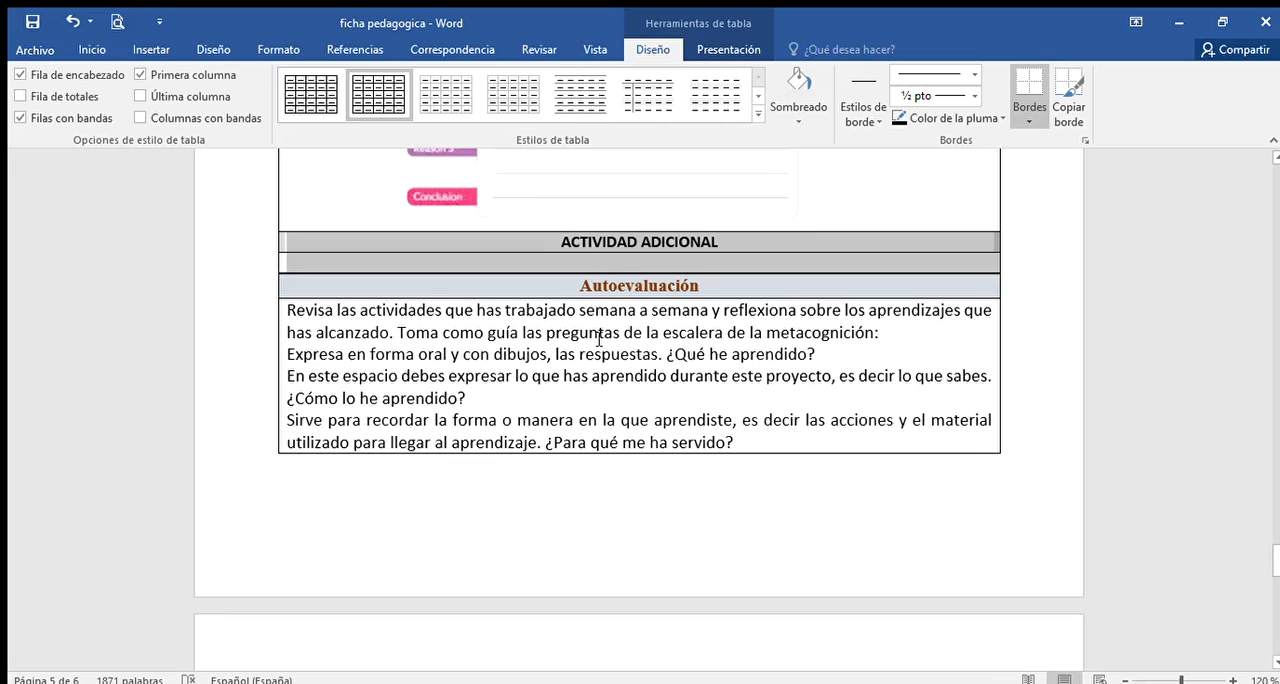 ficha pedagogica - Word
Herramientas de tabla
Archivo Inicio Insertar Diseño Formato Referencias Correspondencia Revisar Vista Diseño Presentación ¿Qué desea hacer? Compartir
Fila de encabezado Primera columna
Fila de totales Última columna
Filas con bandas Columnas con bandas
Opciones de estilo de tabla
Estilos de tabla
Sombreado
Estilos de borde
½ pto
Color de la pluma
Bordes
Copiar borde
Bordes
Reason 3
Conclusion
ACTIVIDAD ADICIONAL
Autoevaluación
Revisa las actividades que has trabajado semana a semana y reflexiona sobre los aprendizajes que
has alcanzado. Toma como guía las preguntas de la escalera de la metacognición:
Expresa en forma oral y con dibujos, las respuestas. ¿Qué he aprendido?
En este espacio debes expresar lo que has aprendido durante este proyecto, es decir lo que sabes.
¿Cómo lo he aprendido?
Sirve para recordar la forma o manera en la que aprendiste, es decir las acciones y el material
utilizado para llegar al aprendizaje. ¿Para qué me ha servido?
Página 5 de 6 1871 palabras Español (España) 120 %